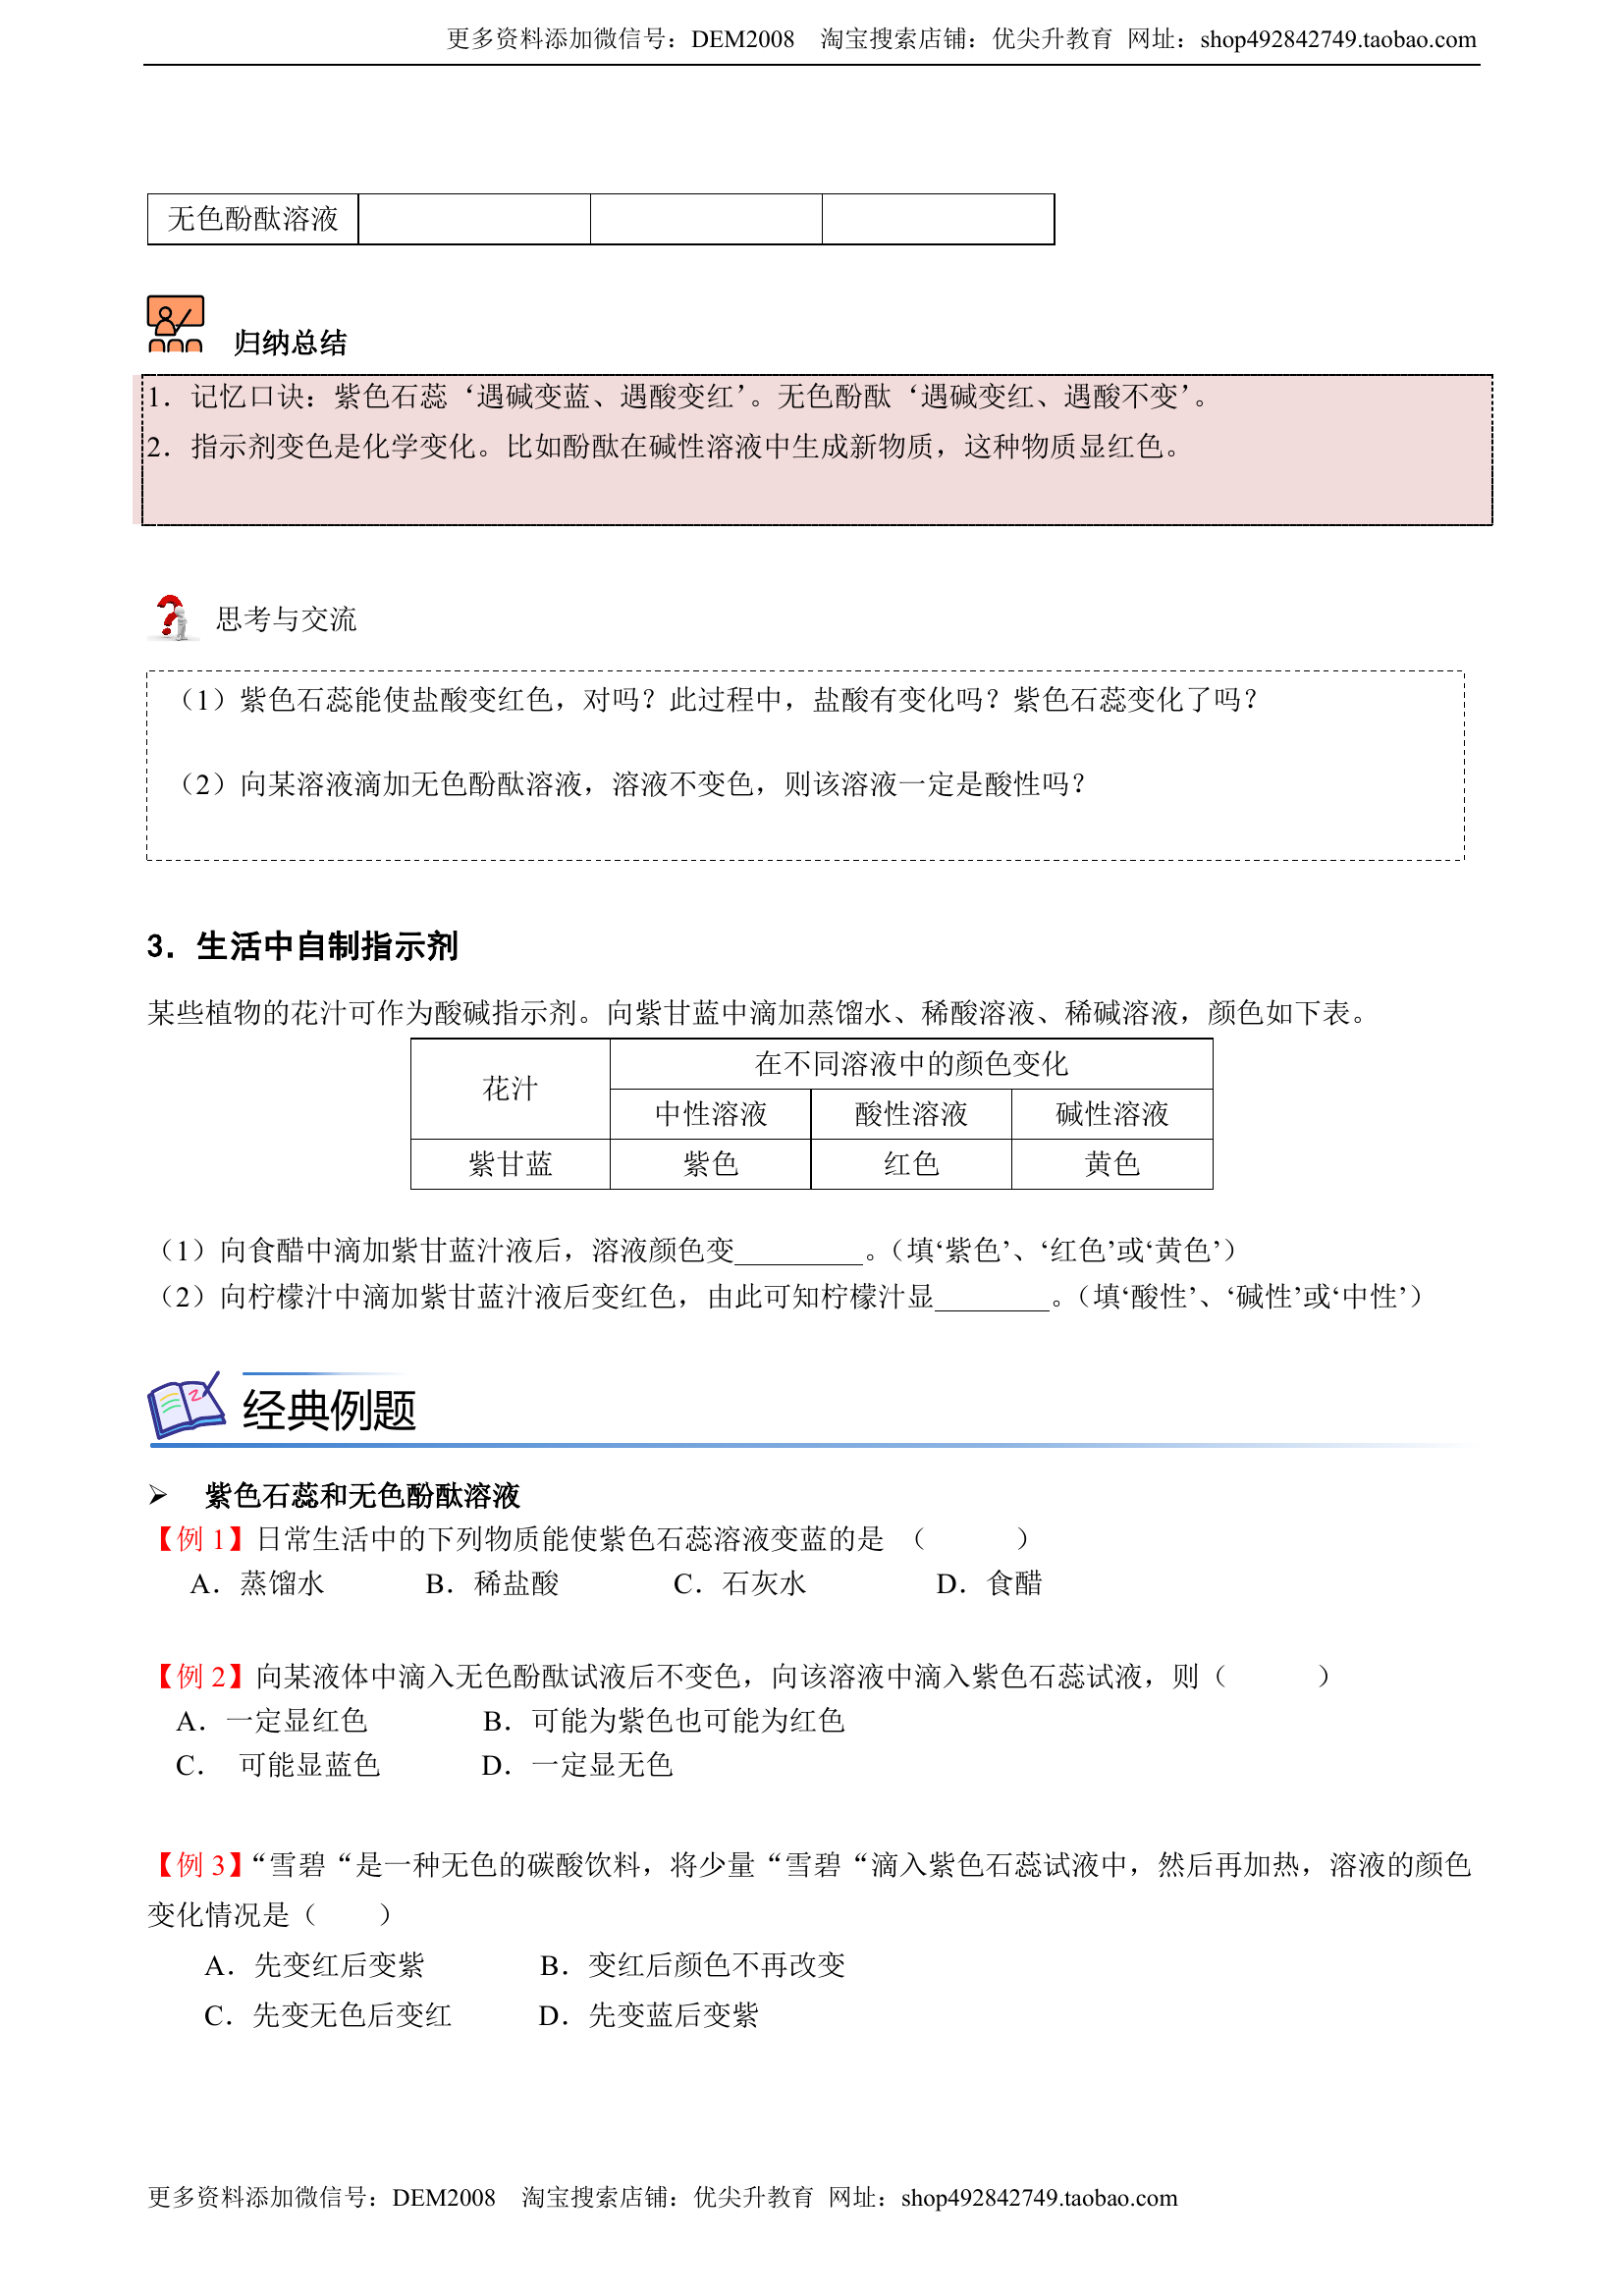 更多资料添加微信号：DEM2008 淘宝搜索店铺：优尖升教育 网址：shop492842749.taobao.com
无色酚酞溶液
归纳总结
1．记忆口诀：紫色石蕊‘遇碱变蓝、遇酸变红’。无色酚酞‘遇碱变红、遇酸不变’。
2．指示剂变色是化学变化。比如酚酞在碱性溶液中生成新物质，这种物质显红色。
思考与交流
（1）紫色石蕊能使盐酸变红色，对吗？此过程中，盐酸有变化吗？紫色石蕊变化了吗？
（2）向某溶液滴加无色酚酞溶液，溶液不变色，则该溶液一定是酸性吗？
3．生活中自制指示剂
某些植物的花汁可作为酸碱指示剂。向紫甘蓝中滴加蒸馏水、稀酸溶液、稀碱溶液，颜色如下表。
花汁 在不同溶液中的颜色变化
中性溶液 酸性溶液 碱性溶液
紫甘蓝 紫色 红色 黄色
（1）向食醋中滴加紫甘蓝汁液后，溶液颜色变_________。（填‘紫色’、‘红色’或‘黄色’）
（2）向柠檬汁中滴加紫甘蓝汁液后变红色，由此可知柠檬汁显________。（填‘酸性’、‘碱性’或‘中性’）
经典例题
➢ 紫色石蕊和无色酚酞溶液
【例 1】日常生活中的下列物质能使紫色石蕊溶液变蓝的是 （ ）
A．蒸馏水 B．稀盐酸 C．石灰水 D．食醋
【例 2】向某液体中滴入无色酚酞试液后不变色，向该溶液中滴入紫色石蕊试液，则（ ）
A．一定显红色 B．可能为紫色也可能为红色
C． 可能显蓝色 D．一定显无色
【例 3】“雪碧“是一种无色的碳酸饮料，将少量“雪碧“滴入紫色石蕊试液中，然后再加热，溶液的颜色
变化情况是（ ）
A．先变红后变紫 B．变红后颜色不再改变
C．先变无色后变红 D．先变蓝后变紫
更多资料添加微信号：DEM2008 淘宝搜索店铺：优尖升教育 网址：shop492842749.taobao.com